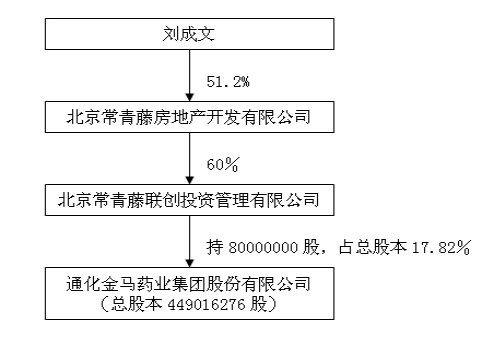 刘成文
51.2%
北京常青藤房地产开发有限公司
60%
北京常青藤联创投资管理有限公司
持 80000000 股，占总股本 17.82%
通化金马药业集团股份有限公司
（总股本 449016276 股）